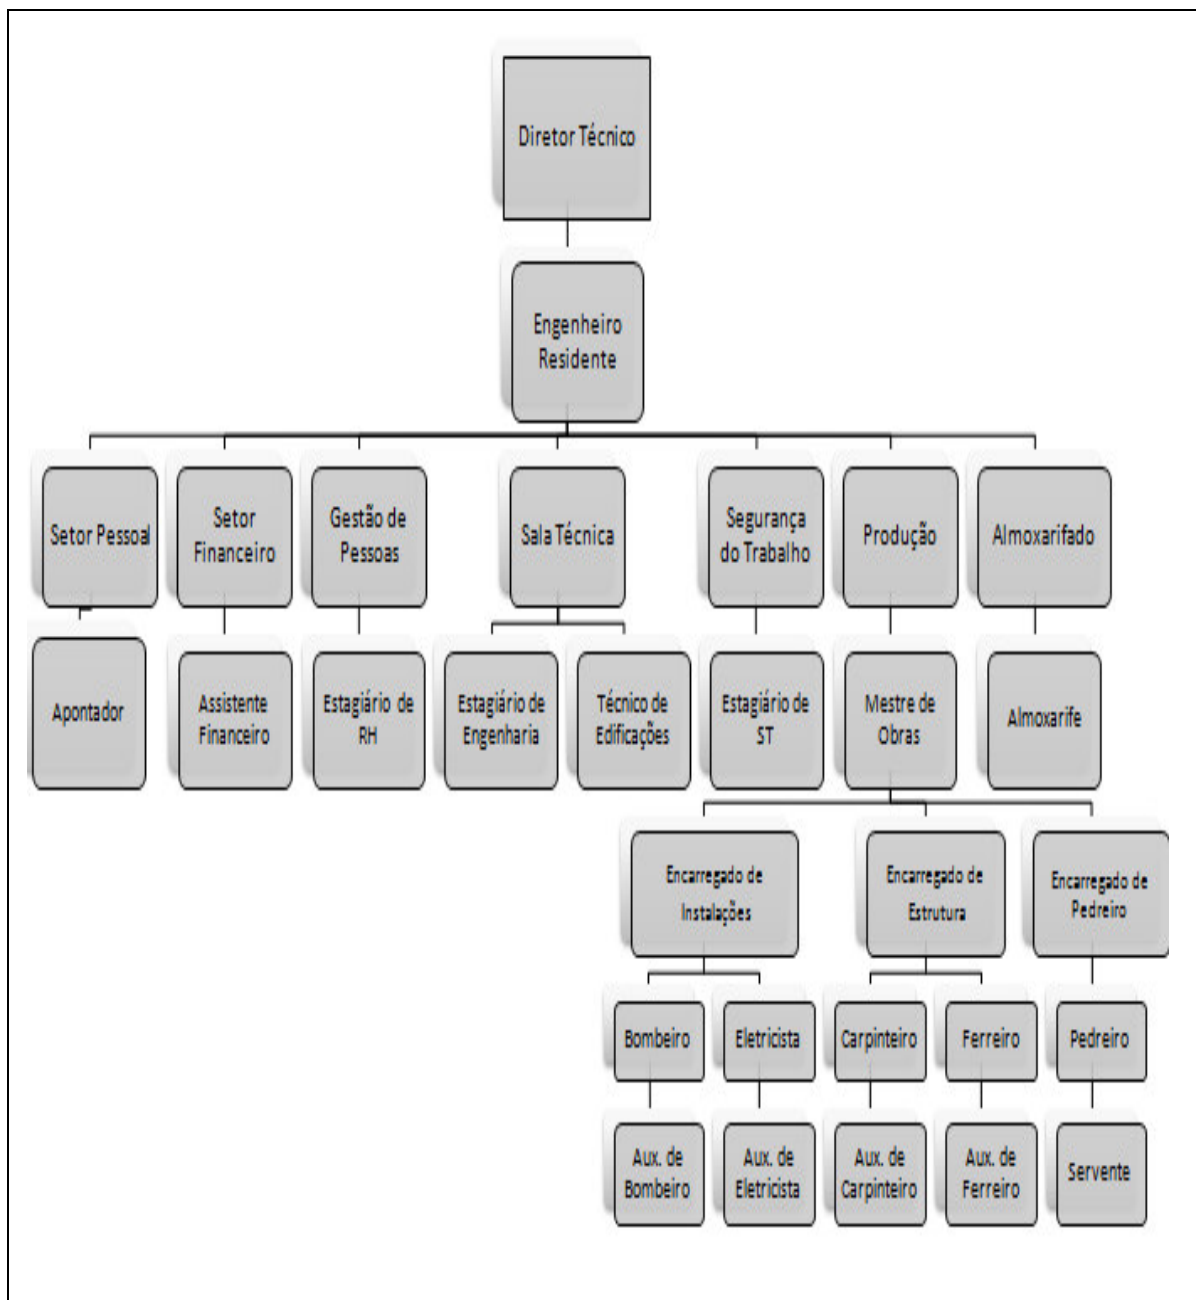 Diretor Técnico
Engenheiro
Residente
Setor Pessoal
Setor
Financeiro
Gestão de
Pessoas
Sala Técnica
Segurança
do Trabalho
Produção
Almoxarifado
Apontador
Assistente
Financeiro
Estagiário de
RH
Estagiário de
Engenharia
Técnico de
Edificações
Estagiário de
ST
Mestre de
Obras
Almoxarife
Encarregado de
Instalações
Encarregado de
Estrutura
Encarregado de
Pedreiro
Bombeiro
Eletricista
Carpinteiro
Ferreiro
Pedreiro
Aux. de
Bombeiro
Aux. de
Eletricista
Aux. de
Carpinteiro
Aux. de
Ferreiro
Servente